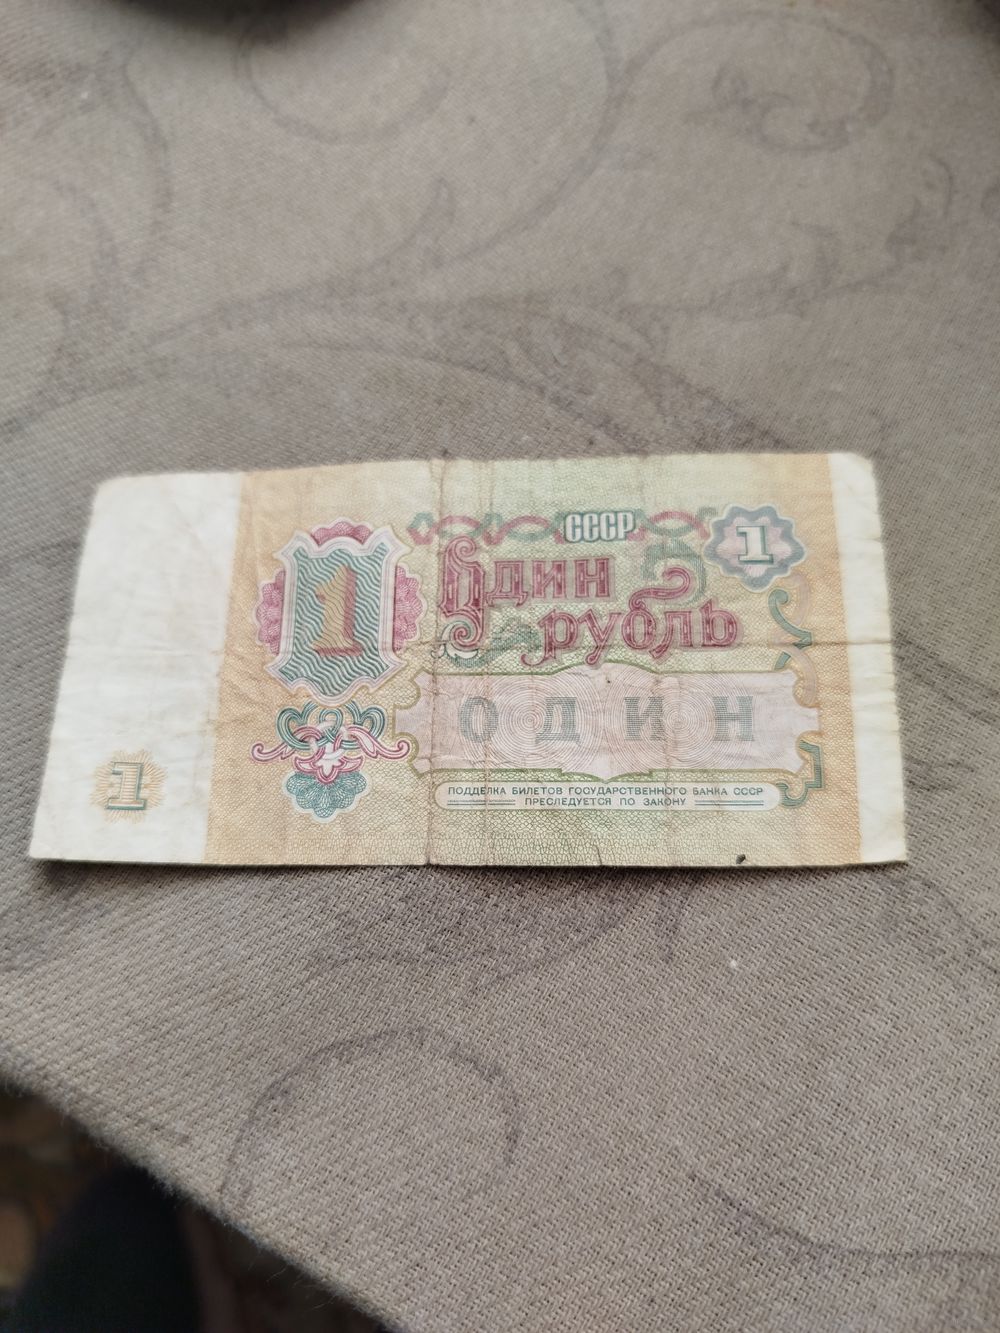 СССР
1
1
Один
рубль
ОДИН
1
ПОДДЕЛКА БИЛЕТОВ ГОСУДАРСТВЕННОГО БАНКА СССР
ПРЕСЛЕДУЕТСЯ ПО ЗАКОНУ